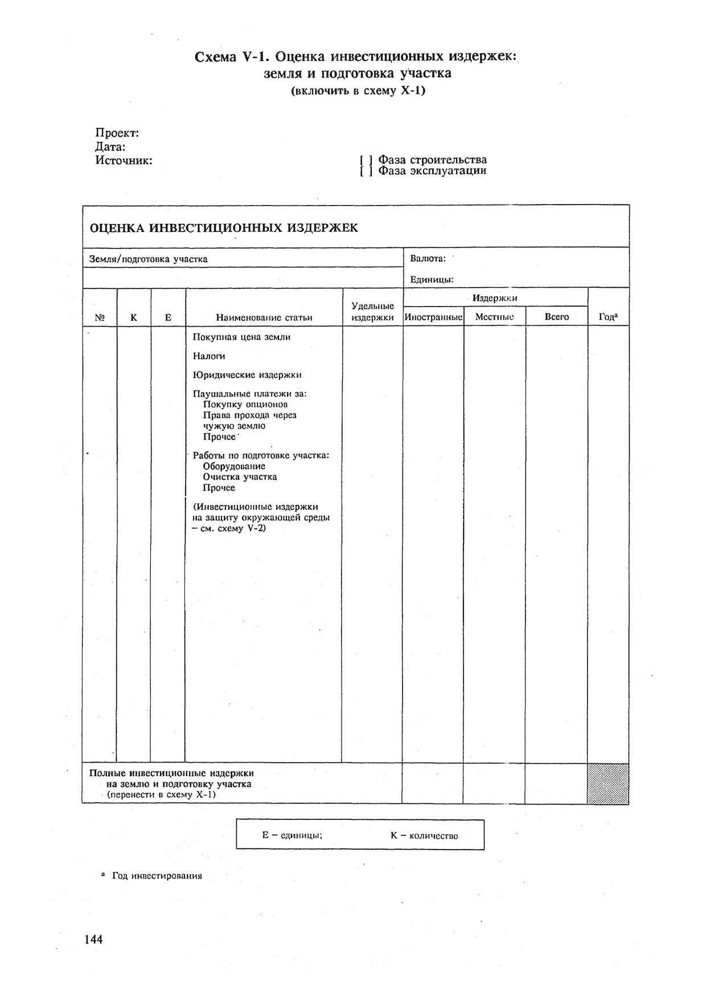 Схема V-1. Оценка инвестиционных издержек:
земля и подготовка участка
(включить в схему X-1)
Проект:
Дата:
Источник:
[ ] Фаза строительства
[ ] Фаза эксплуатации
ОЦЕНКА ИНВЕСТИЦИОННЫХ ИЗДЕРЖЕК
Земля/подготовка участка
Валюта:
Единицы:
№ К Е Наименование статьи Удельные издержки Издержки Иностранные Местные Всего Годᵃ
Покупная цена земли
Налоги
Юридические издержки
Паушальные платежи за:
Покупку опционов
Права прохода через
чужую землю
Прочее
Работы по подготовке участка:
Оборудование
Очистка участка
Прочее
(Инвестиционные издержки
на защиту окружающей среды
– см. схему V-2)
Полные инвестиционные издержки
на землю и подготовку участка
(перенести в схему X-1)
Е – единицы; К – количество
ᵃ Год инвестирования
144